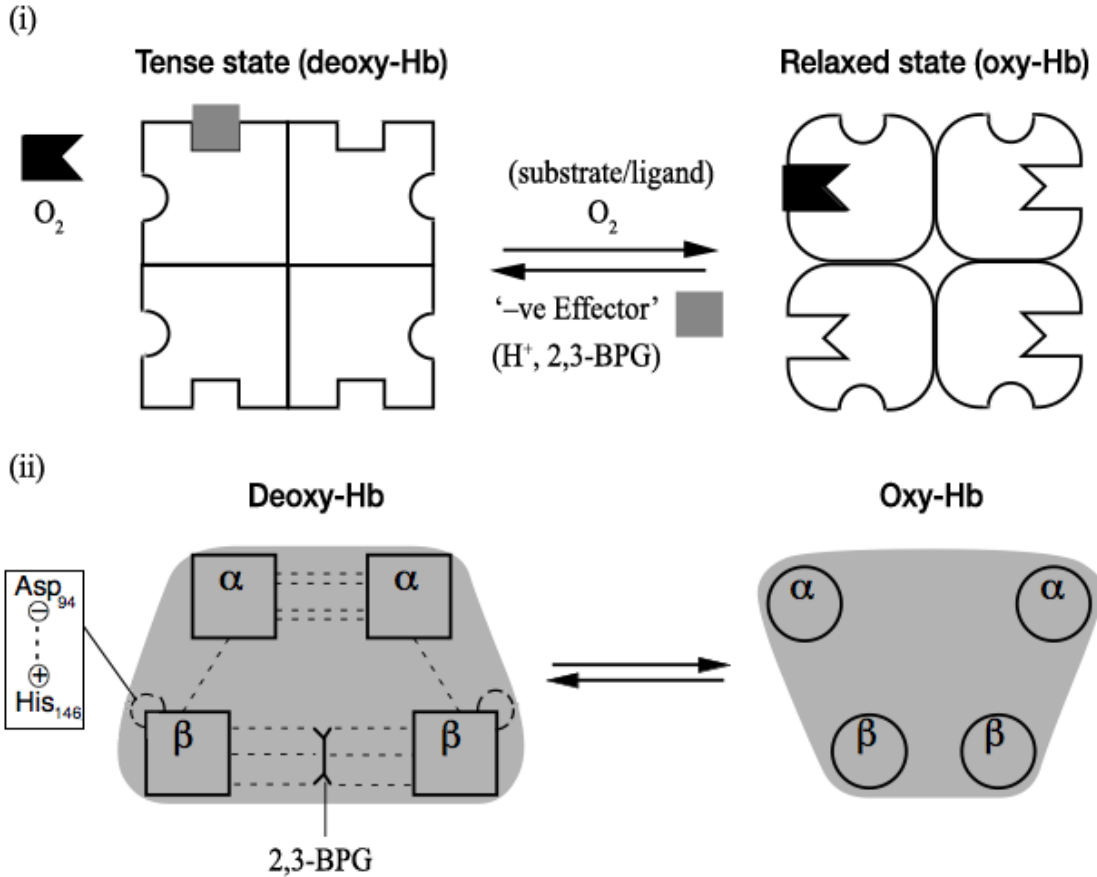 (i)
Tense state (deoxy-Hb)
Relaxed state (oxy-Hb)
O₂
(substrate/ligand)
O₂
‘–ve Effector’
(H⁺, 2,3-BPG)
(ii)
Deoxy-Hb
Oxy-Hb
Asp₉₄
−
+
His₁₄₆
α
α
β
β
2,3-BPG
α
α
β
β